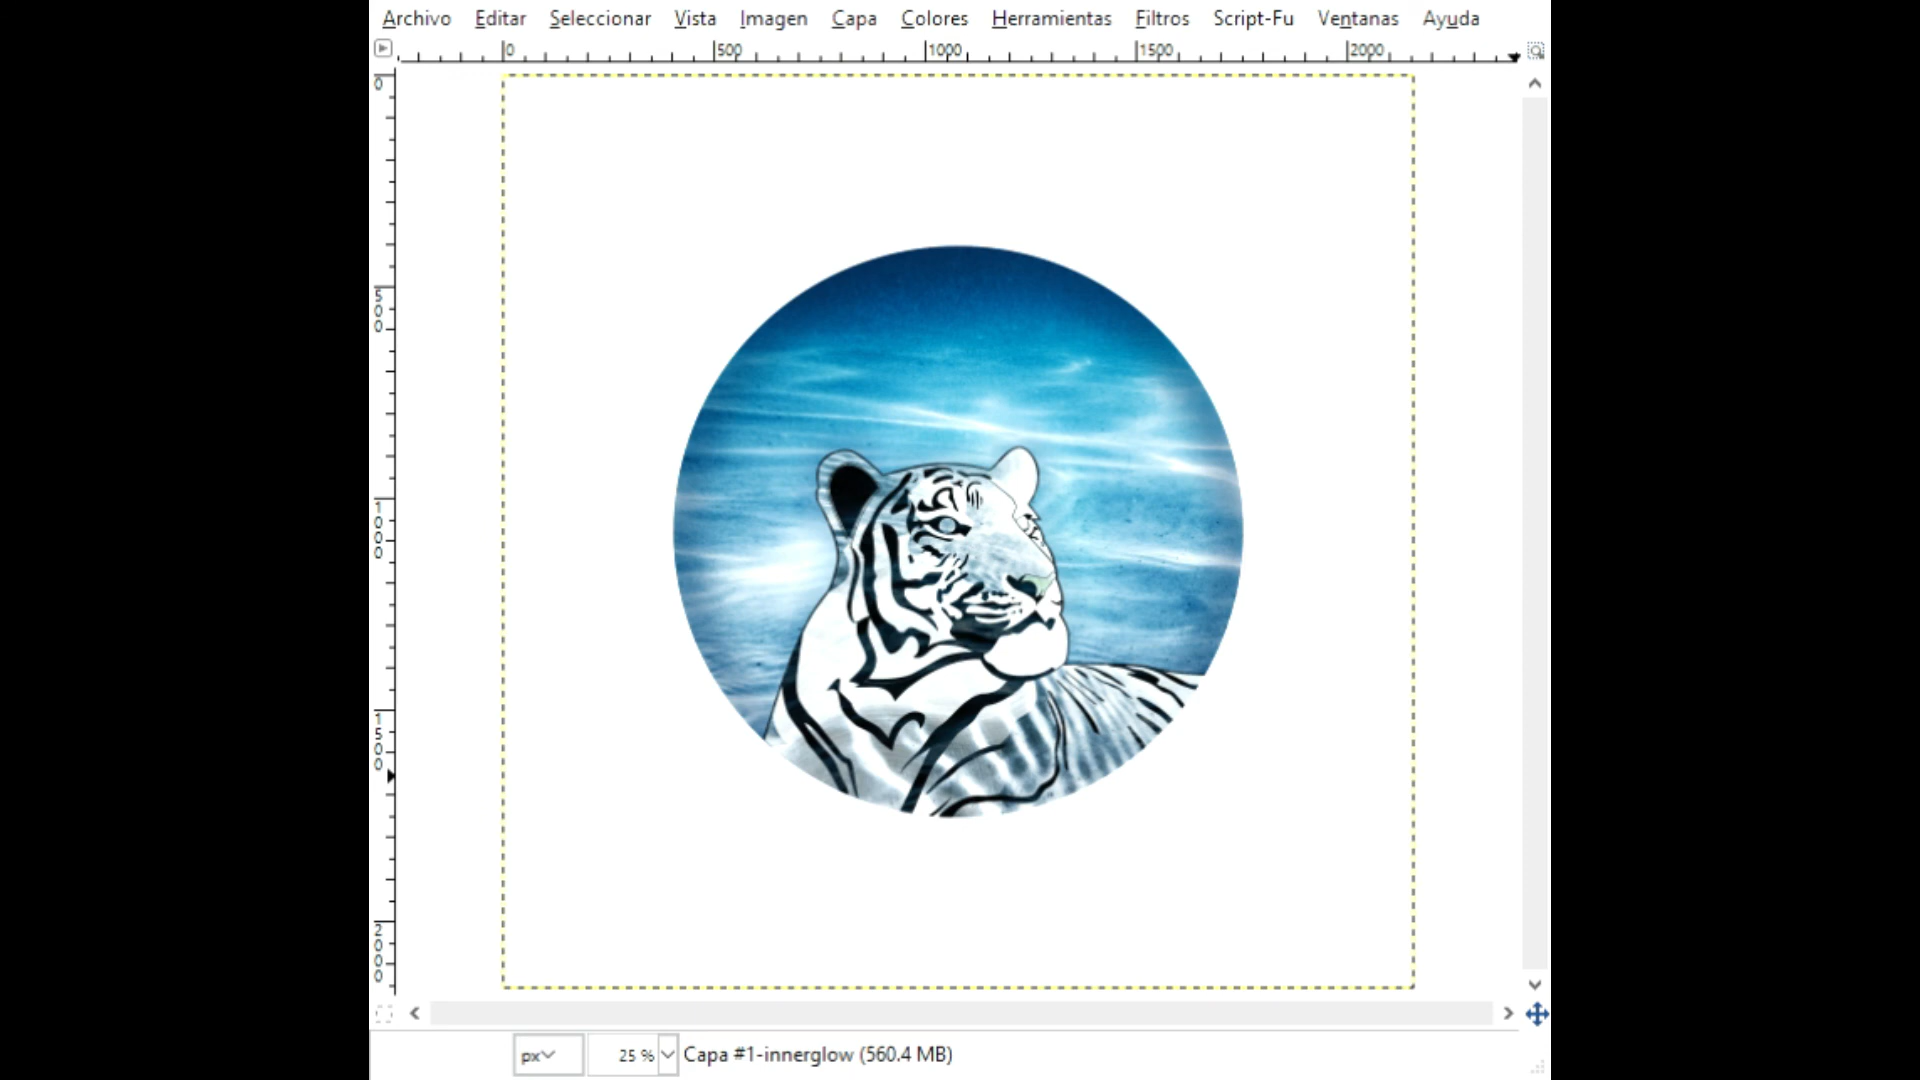 Archivo Editar Seleccionar Vista Imagen Capa Colores Herramientas Filtros Script-Fu Ventanas Ayuda
0 500 1000 1500 2000
0
500
1000
1500
2000
px 25 % Capa #1-innerglow (560.4 MB)